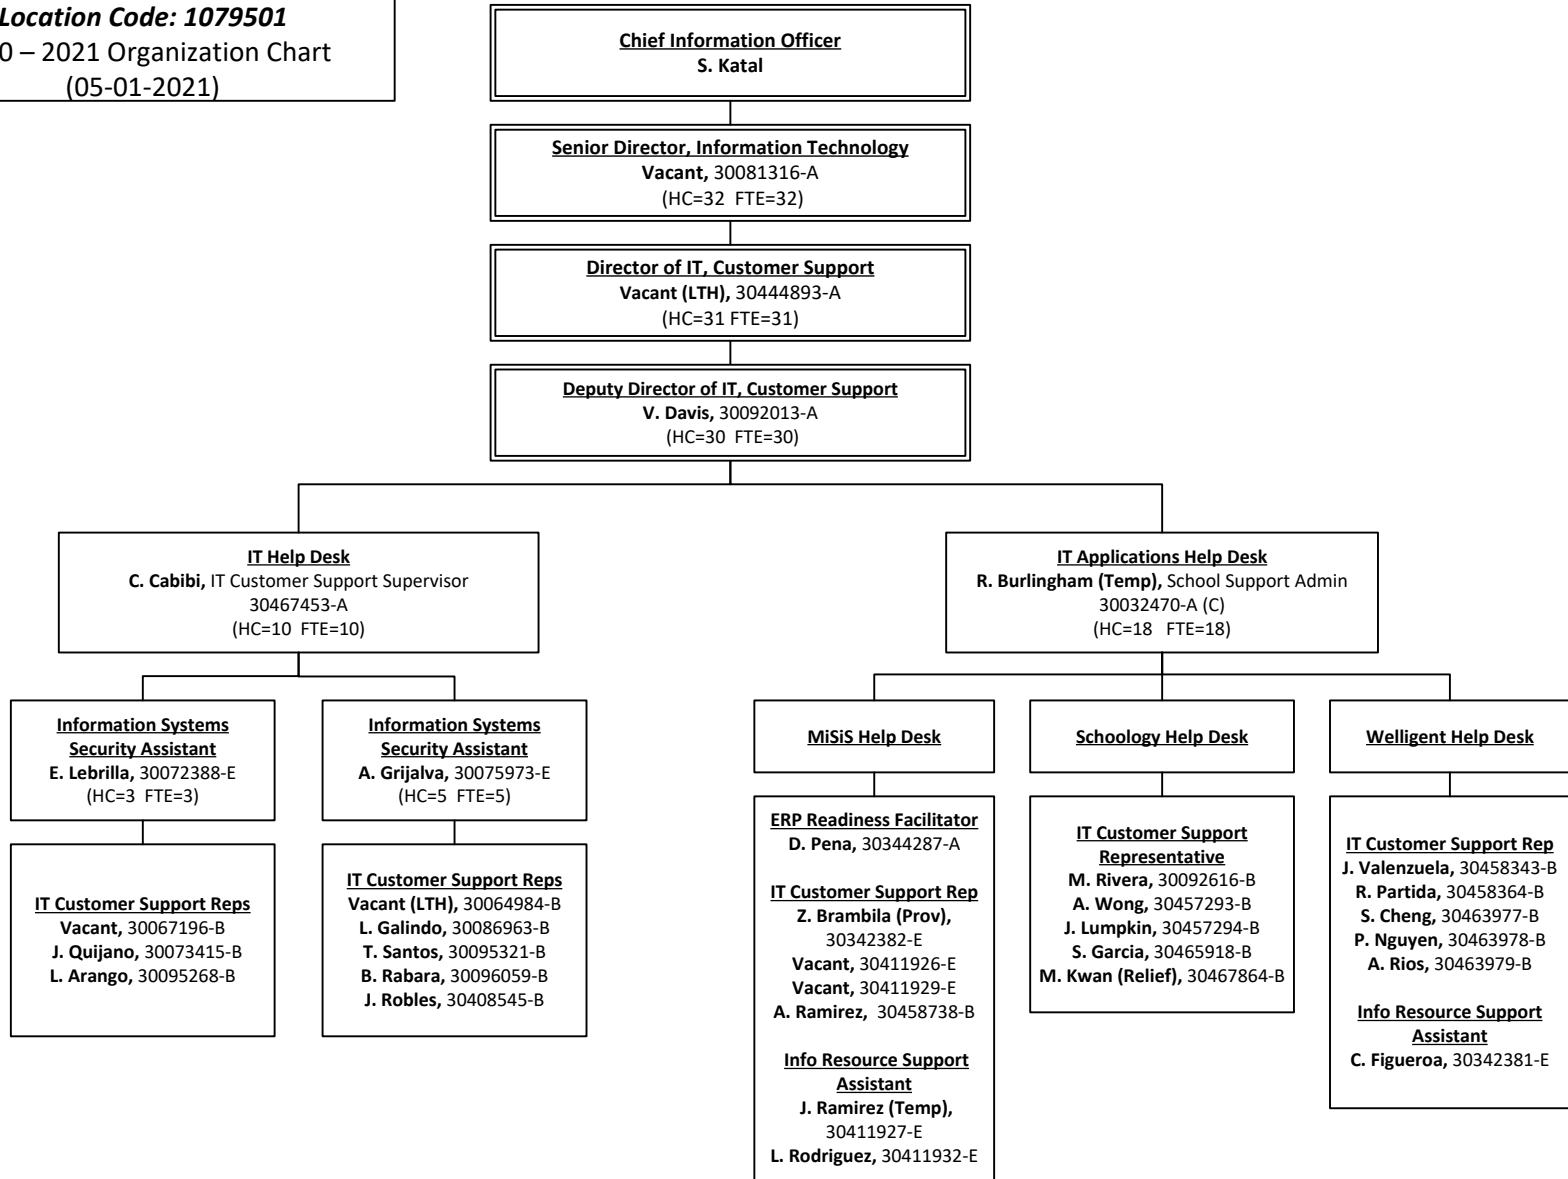 Location Code: 1079501
0 – 2021 Organization Chart
(05-01-2021)
Chief Information Officer
S. Katal
Senior Director, Information Technology
Vacant, 30081316-A
(HC=32 FTE=32)
Director of IT, Customer Support
Vacant (LTH), 30444893-A
(HC=31 FTE=31)
Deputy Director of IT, Customer Support
V. Davis, 30092013-A
(HC=30 FTE=30)
IT Help Desk
C. Cabibi, IT Customer Support Supervisor
30467453-A
(HC=10 FTE=10)
IT Applications Help Desk
R. Burlingham (Temp), School Support Admin
30032470-A (C)
(HC=18 FTE=18)
Information Systems
Security Assistant
E. Lebrilla, 30072388-E
(HC=3 FTE=3)
Information Systems
Security Assistant
A. Grijalva, 30075973-E
(HC=5 FTE=5)
MiSiS Help Desk
Schoology Help Desk
Welligent Help Desk
IT Customer Support Reps
Vacant, 30067196-B
J. Quijano, 30073415-B
L. Arango, 30095268-B
IT Customer Support Reps
Vacant (LTH), 30064984-B
L. Galindo, 30086963-B
T. Santos, 30095321-B
B. Rabara, 30096059-B
J. Robles, 30408545-B
ERP Readiness Facilitator
D. Pena, 30344287-A
IT Customer Support Rep
Z. Brambila (Prov),
30342382-E
Vacant, 30411926-E
Vacant, 30411929-E
A. Ramirez, 30458738-B
Info Resource Support
Assistant
J. Ramirez (Temp),
30411927-E
L. Rodriguez, 30411932-E
IT Customer Support
Representative
M. Rivera, 30092616-B
A. Wong, 30457293-B
J. Lumpkin, 30457294-B
S. Garcia, 30465918-B
M. Kwan (Relief), 30467864-B
IT Customer Support Rep
J. Valenzuela, 30458343-B
R. Partida, 30458364-B
S. Cheng, 30463977-B
P. Nguyen, 30463978-B
A. Rios, 30463979-B
Info Resource Support
Assistant
C. Figueroa, 30342381-E